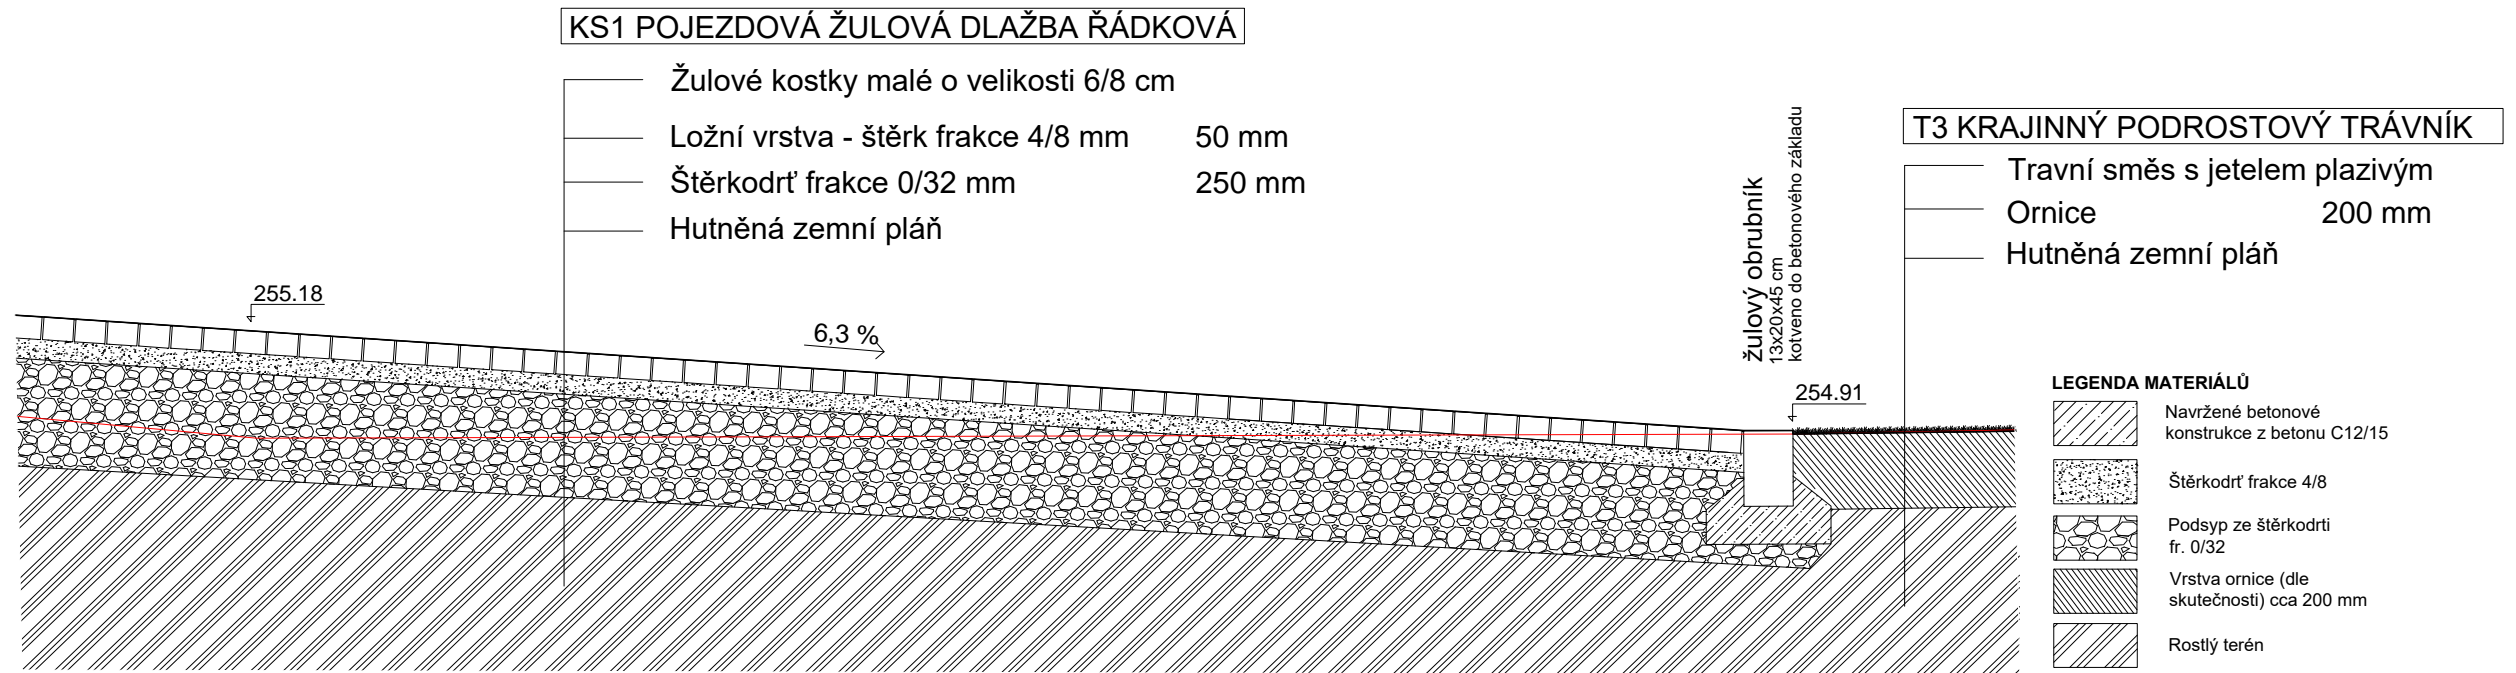 KS1 POJEZDOVÁ ŽULOVÁ DLAŽBA ŘÁDKOVÁ
Žulové kostky malé o velikosti 6/8 cm
Ložní vrstva - štěrk frakce 4/8 mm 50 mm
Štěrkodrť frakce 0/32 mm 250 mm
Hutněná zemní pláň
255.18
6,3 %
žulový obrubník
13x20x45 cm
kotveno do betonového základu
254.91
T3 KRAJINNÝ PODROSTOVÝ TRÁVNÍK
Travní směs s jetelem plazivým
Ornice 200 mm
Hutněná zemní pláň
LEGENDA MATERIÁLŮ
Navržené betonové
konstrukce z betonu C12/15
Štěrkodrť frakce 4/8
Podsyp ze štěrkodrti
fr. 0/32
Vrstva ornice (dle
skutečnosti) cca 200 mm
Rostlý terén